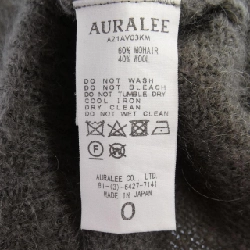 AURALEE
AZ1AYC03KM
60% MOHAIR
40% WOOL
DO NOT WASH
DO NOT BLEACH
DO NOT TUMBLE DRY
COOL IRON
DRY CLEAN
DO NOT WET CLEAN
P
W
AURALEE CO., LTD.
81-(3)-6427-7141
MADE IN JAPAN
0